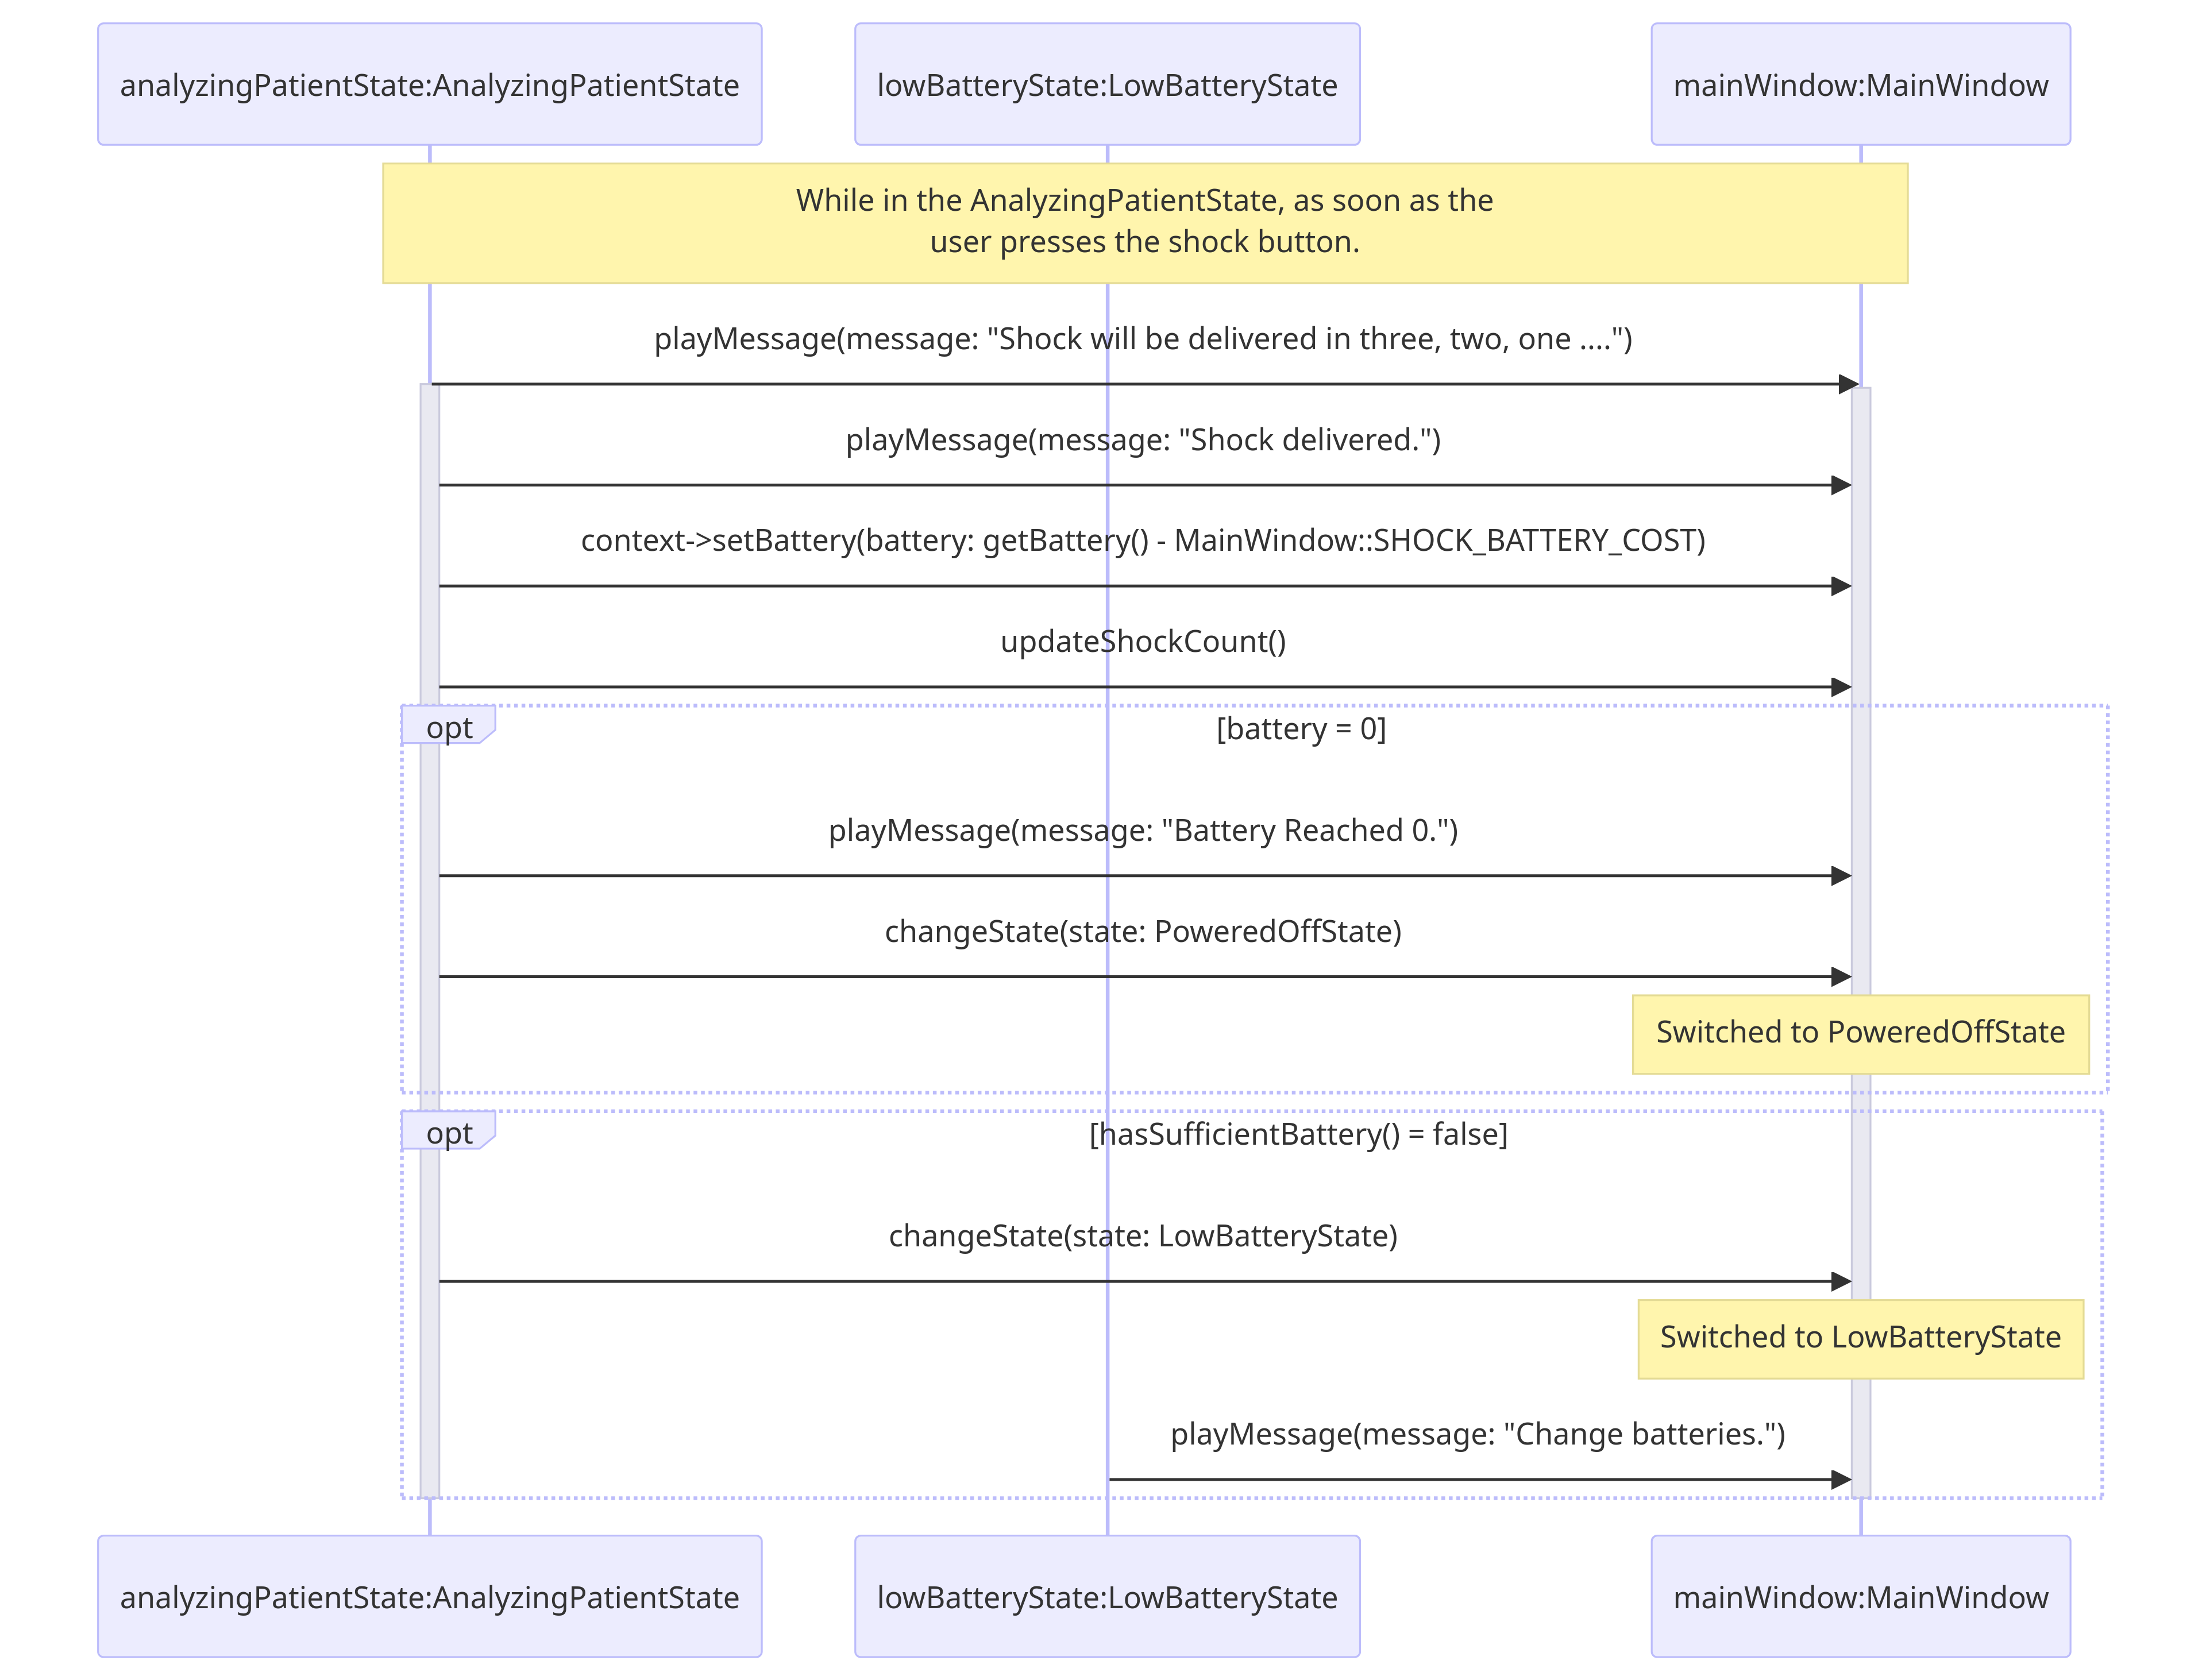 analyzingPatientState:AnalyzingPatientState
lowBatteryState:LowBatteryState
mainWindow:MainWindow
While in the AnalyzingPatientState, as soon as the
user presses the shock button.
playMessage(message: "Shock will be delivered in three, two, one ....")
playMessage(message: "Shock delivered.")
context->setBattery(battery: getBattery() - MainWindow::SHOCK_BATTERY_COST)
updateShockCount()
opt
[battery = 0]
playMessage(message: "Battery Reached 0.")
changeState(state: PoweredOffState)
Switched to PoweredOffState
opt
[hasSufficientBattery() = false]
changeState(state: LowBatteryState)
Switched to LowBatteryState
playMessage(message: "Change batteries.")
analyzingPatientState:AnalyzingPatientState
lowBatteryState:LowBatteryState
mainWindow:MainWindow